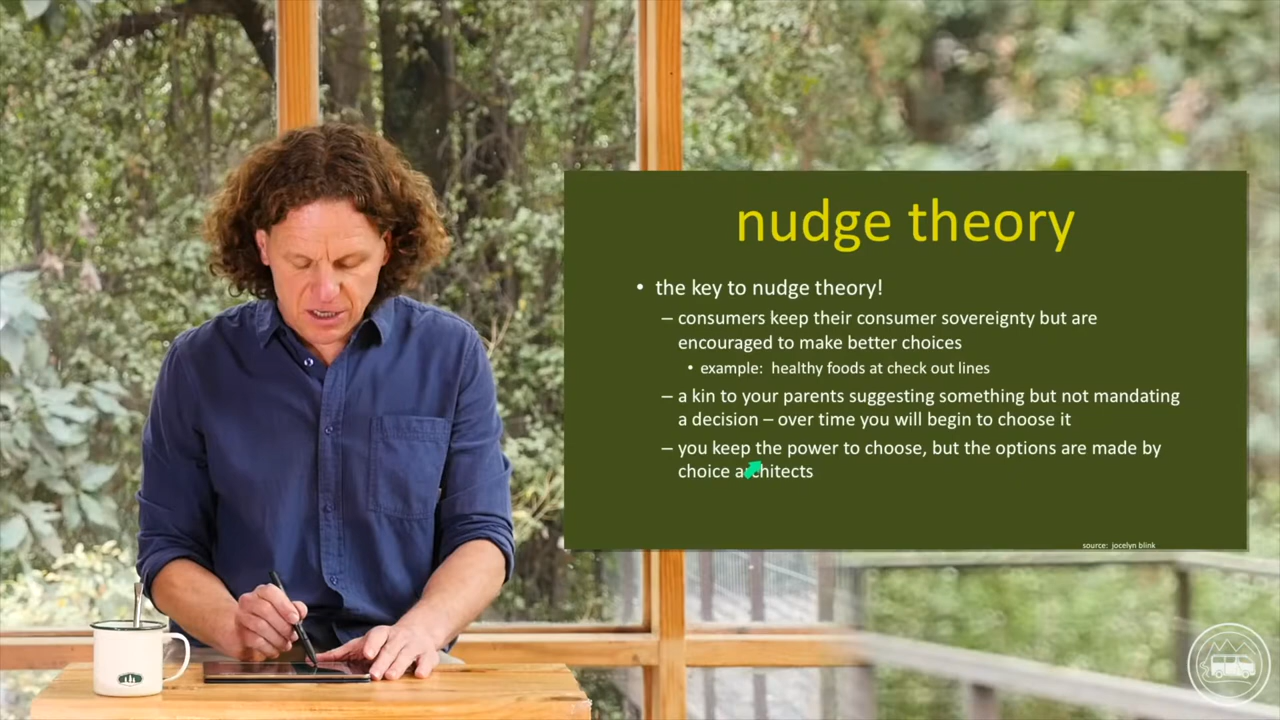 nudge theory
• the key to nudge theory!
– consumers keep their consumer sovereignty but are
encouraged to make better choices
• example: healthy foods at check out lines
– a kin to your parents suggesting something but not mandating
a decision – over time you will begin to choose it
– you keep the power to choose, but the options are made by
choice architects
source: jocelyn blink